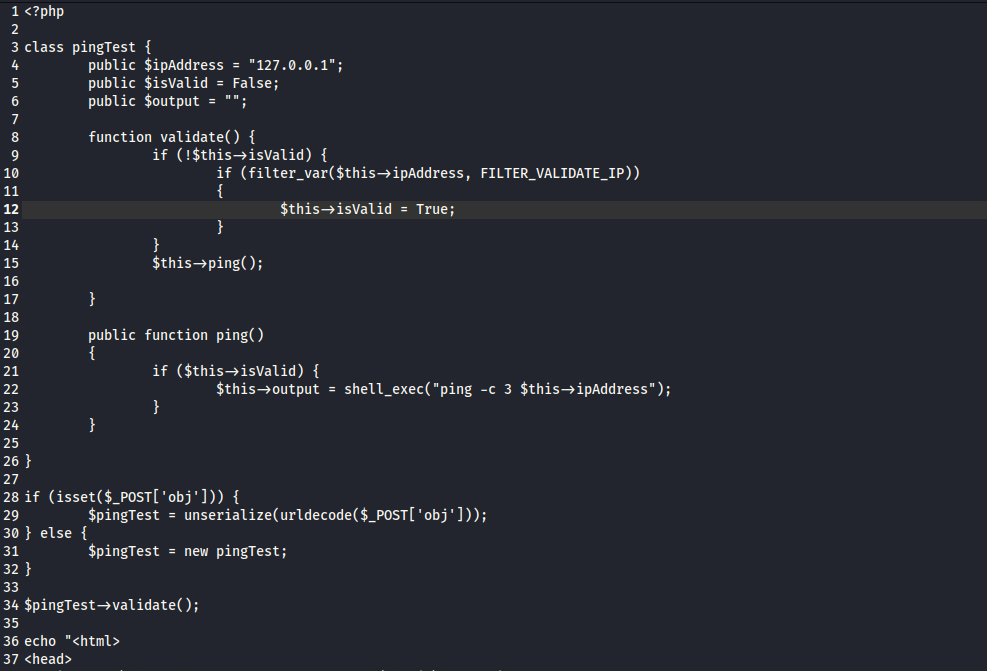 1 <?php
2
3 class pingTest {
4 public $ipAddress = "127.0.0.1";
5 public $isValid = False;
6 public $output = "";
7
8 function validate() {
9 if (!$this→isValid) {
10 if (filter_var($this→ipAddress, FILTER_VALIDATE_IP))
11 {
12 $this→isValid = True;
13 }
14 }
15 $this→ping();
16
17 }
18
19 public function ping()
20 {
21 if ($this→isValid) {
22 $this→output = shell_exec("ping -c 3 $this→ipAddress");
23 }
24 }
25
26 }
27
28 if (isset($_POST['obj'])) {
29 $pingTest = unserialize(urldecode($_POST['obj']));
30 } else {
31 $pingTest = new pingTest;
32 }
33
34 $pingTest→validate();
35
36 echo "<html>
37 <head>